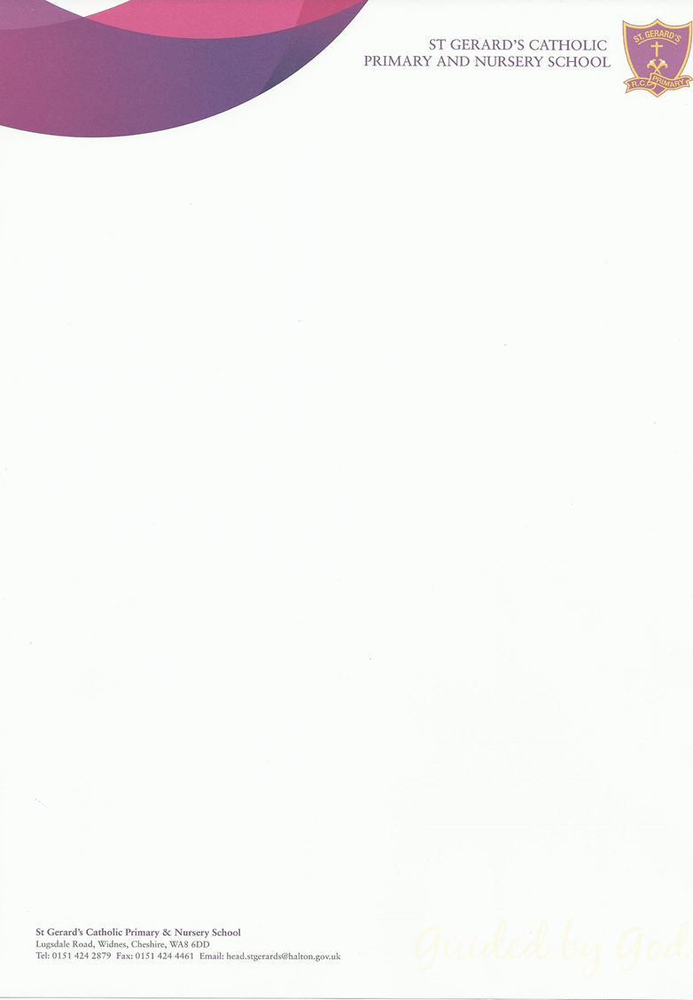 ST GERARD'S CATHOLIC
PRIMARY AND NURSERY SCHOOL
ST. GERARD'S
R.C. PRIMARY
St Gerard's Catholic Primary & Nursery School
Lugsdale Road, Widnes, Cheshire, WA8 6DD
Tel: 0151 424 2879 Fax: 0151 424 4461 Email: head.stgerards@halton.gov.uk
Guided by God